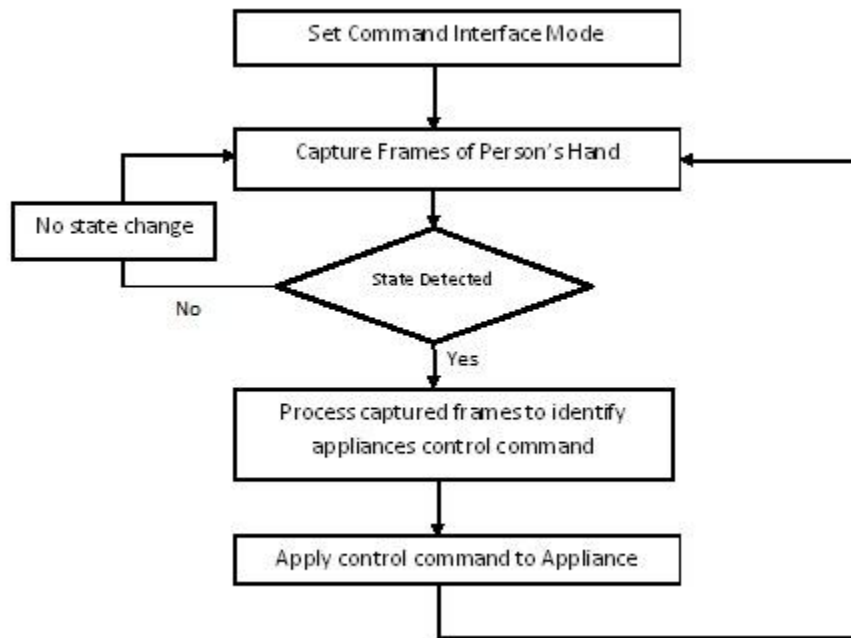 Set Command Interface Mode
Capture Frames of Person's Hand
No state change
State Detected
No
Yes
Process captured frames to identify
appliances control command
Apply control command to Appliance